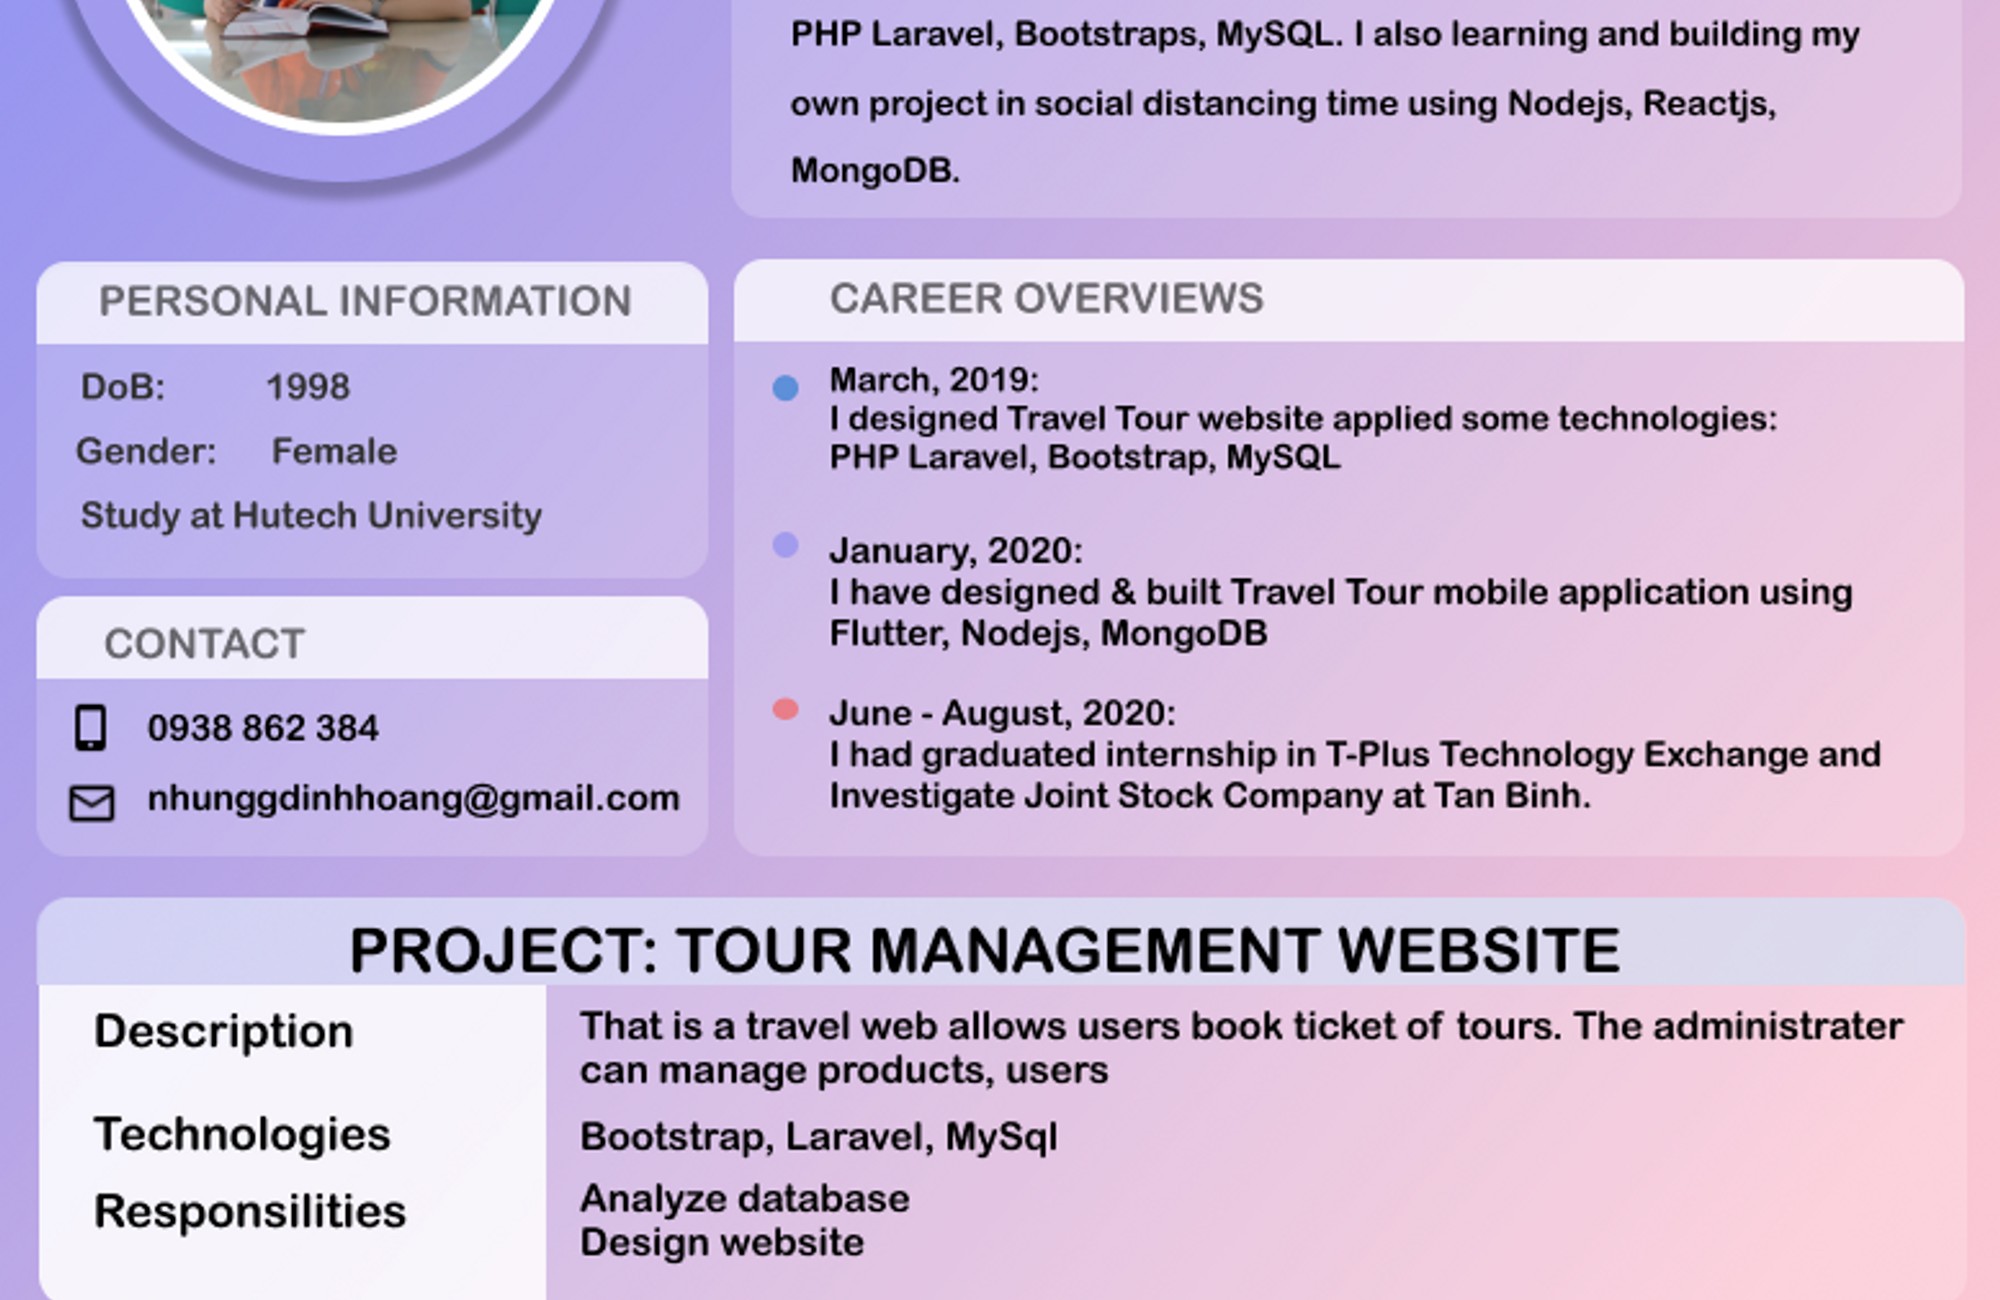 PHP Laravel, Bootstraps, MySQL. I also learning and building my
own project in social distancing time using Nodejs, Reactjs,
MongoDB.
PERSONAL INFORMATION
DoB: 1998
Gender: Female
Study at Hutech University
CONTACT
0938 862 384
nhunggdinhhoang@gmail.com
CAREER OVERVIEWS
March, 2019:
I designed Travel Tour website applied some technologies:
PHP Laravel, Bootstrap, MySQL
January, 2020:
I have designed & built Travel Tour mobile application using
Flutter, Nodejs, MongoDB
June - August, 2020:
I had graduated internship in T-Plus Technology Exchange and
Investigate Joint Stock Company at Tan Binh.
PROJECT: TOUR MANAGEMENT WEBSITE
Description
That is a travel web allows users book ticket of tours. The administrater
can manage products, users
Technologies
Bootstrap, Laravel, MySql
Responsilities
Analyze database
Design website